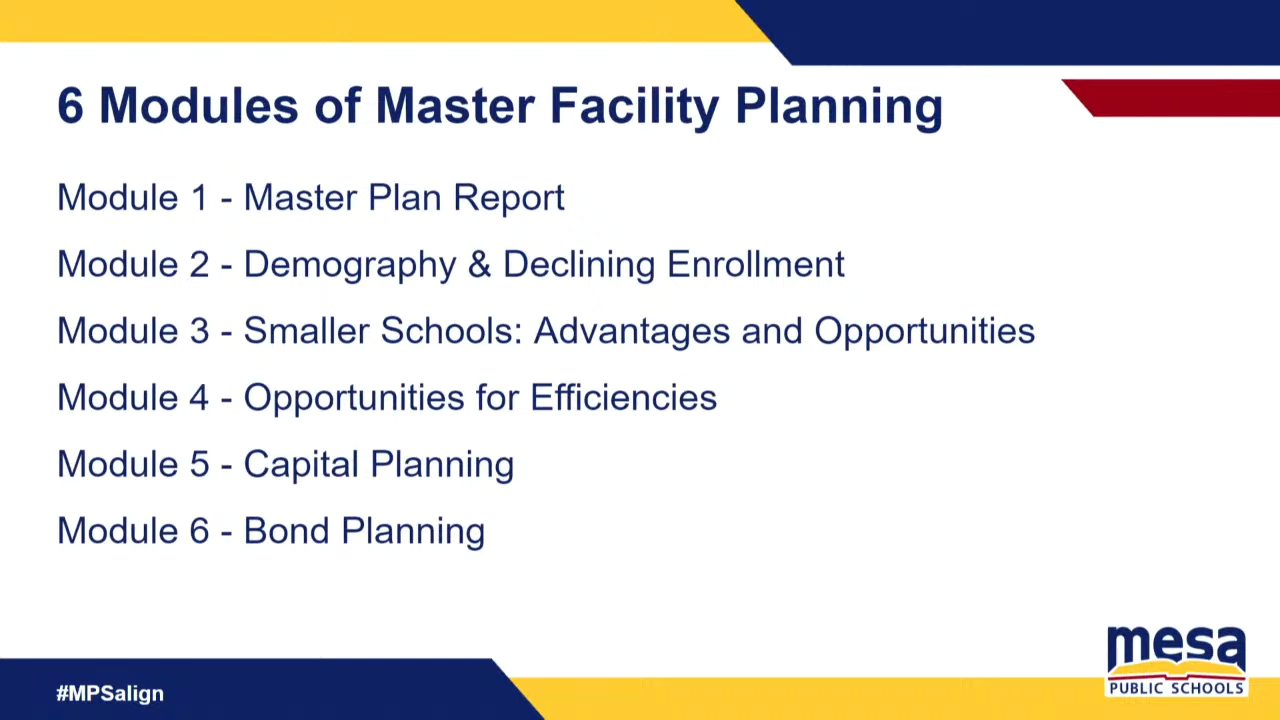 6 Modules of Master Facility Planning
Module 1 - Master Plan Report
Module 2 - Demography & Declining Enrollment
Module 3 - Smaller Schools: Advantages and Opportunities
Module 4 - Opportunities for Efficiencies
Module 5 - Capital Planning
Module 6 - Bond Planning
#MPSalign
mesa
PUBLIC SCHOOLS